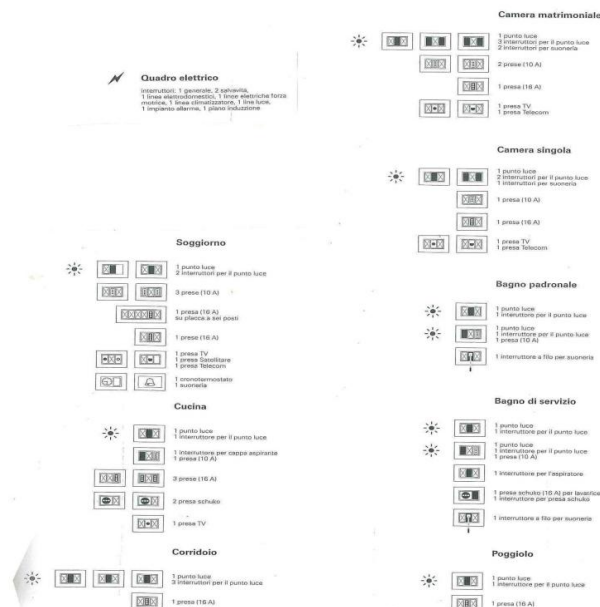 Quadro elettrico
Interruttori: 1 generale, 2 salvavita,
1 linea elettrodomestici, 1 linee elettriche forza
motrice, 1 linea climatizzatore, 1 line luce,
1 impianto allarme, 1 piano induzione
Soggiorno
1 punto luce
2 interruttori per il punto luce
3 prese (10 A)
1 presa (16 A)
su placca a sei posti
1 prese (16 A)
1 presa TV
1 presa Satellitare
1 presa Telecom
1 cronotermostato
1 suoneria
Cucina
1 punto luce
1 interruttore per il punto luce
1 interruttore per cappa aspirante
1 presa (10 A)
3 prese (16 A)
2 presa schuko
1 presa TV
Corridoio
1 punto luce
3 interruttori per il punto luce
1 presa (16 A)
Camera matrimoniale
1 punto luce
3 interruttori per il punto luce
2 interruttori per suoneria
2 prese (10 A)
1 presa (16 A)
1 presa TV
1 presa Telecom
Camera singola
1 punto luce
2 interruttori per il punto luce
1 interruttori per suoneria
1 presa (10 A)
1 presa (16 A)
1 presa TV
1 presa Telecom
Bagno padronale
1 punto luce
1 interruttore per il punto luce
1 punto luce
1 interruttore per il punto luce
1 presa (10 A)
1 interruttore a filo per suoneria
Bagno di servizio
1 punto luce
1 interruttore per il punto luce
1 punto luce
1 interruttore per il punto luce
1 presa (10 A)
1 interruttore per l'aspiratore
1 presa schuko (16 A) per lavatrice
1 interruttore per presa schuko
1 interruttore a filo per suoneria
Poggiolo
1 punto luce
1 interruttore per il punto luce
1 presa (16 A)